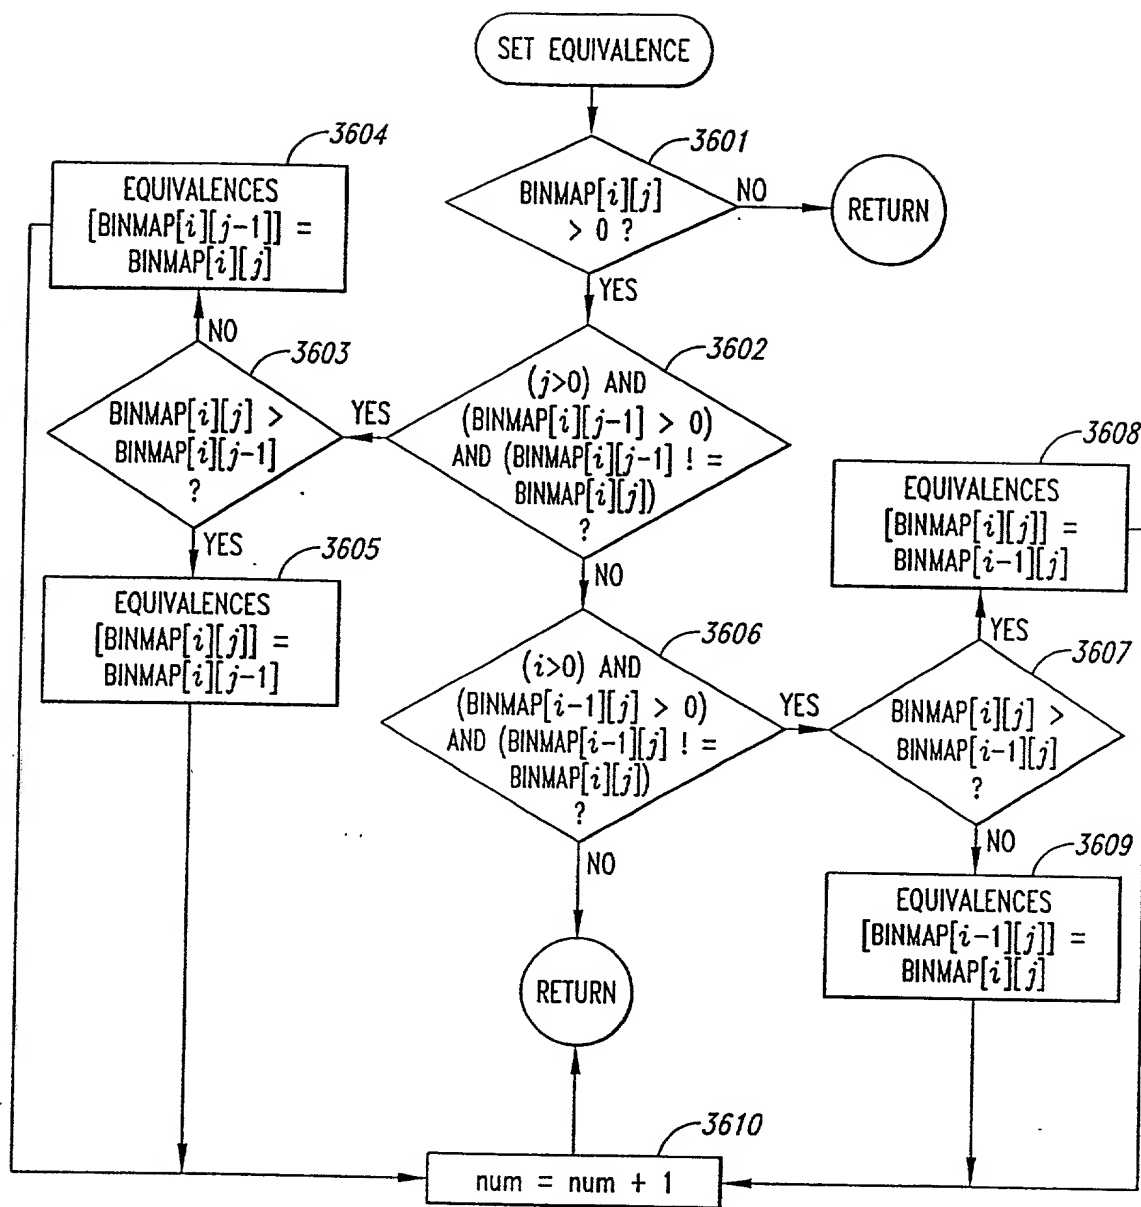 SET EQUIVALENCE
3601
BINMAP[i][j]
> 0 ?
NO
RETURN
YES
3604
EQUIVALENCES
[BINMAP[i][j-1]] =
BINMAP[i][j]
NO
3603
BINMAP[i][j] >
BINMAP[i][j-1]
?
YES
YES
3602
(j>0) AND
(BINMAP[i][j-1] > 0)
AND (BINMAP[i][j-1] ! =
BINMAP[i][j])
?
NO
3605
EQUIVALENCES
[BINMAP[i][j]] =
BINMAP[i][j-1]
3606
(i>0) AND
(BINMAP[i-1][j] > 0)
AND (BINMAP[i-1][j] ! =
BINMAP[i][j])
?
YES
NO
3608
EQUIVALENCES
[BINMAP[i][j]] =
BINMAP[i-1][j]
YES
3607
BINMAP[i][j] >
BINMAP[i-1][j]
?
NO
3609
EQUIVALENCES
[BINMAP[i-1][j]] =
BINMAP[i][j]
RETURN
3610
num = num + 1